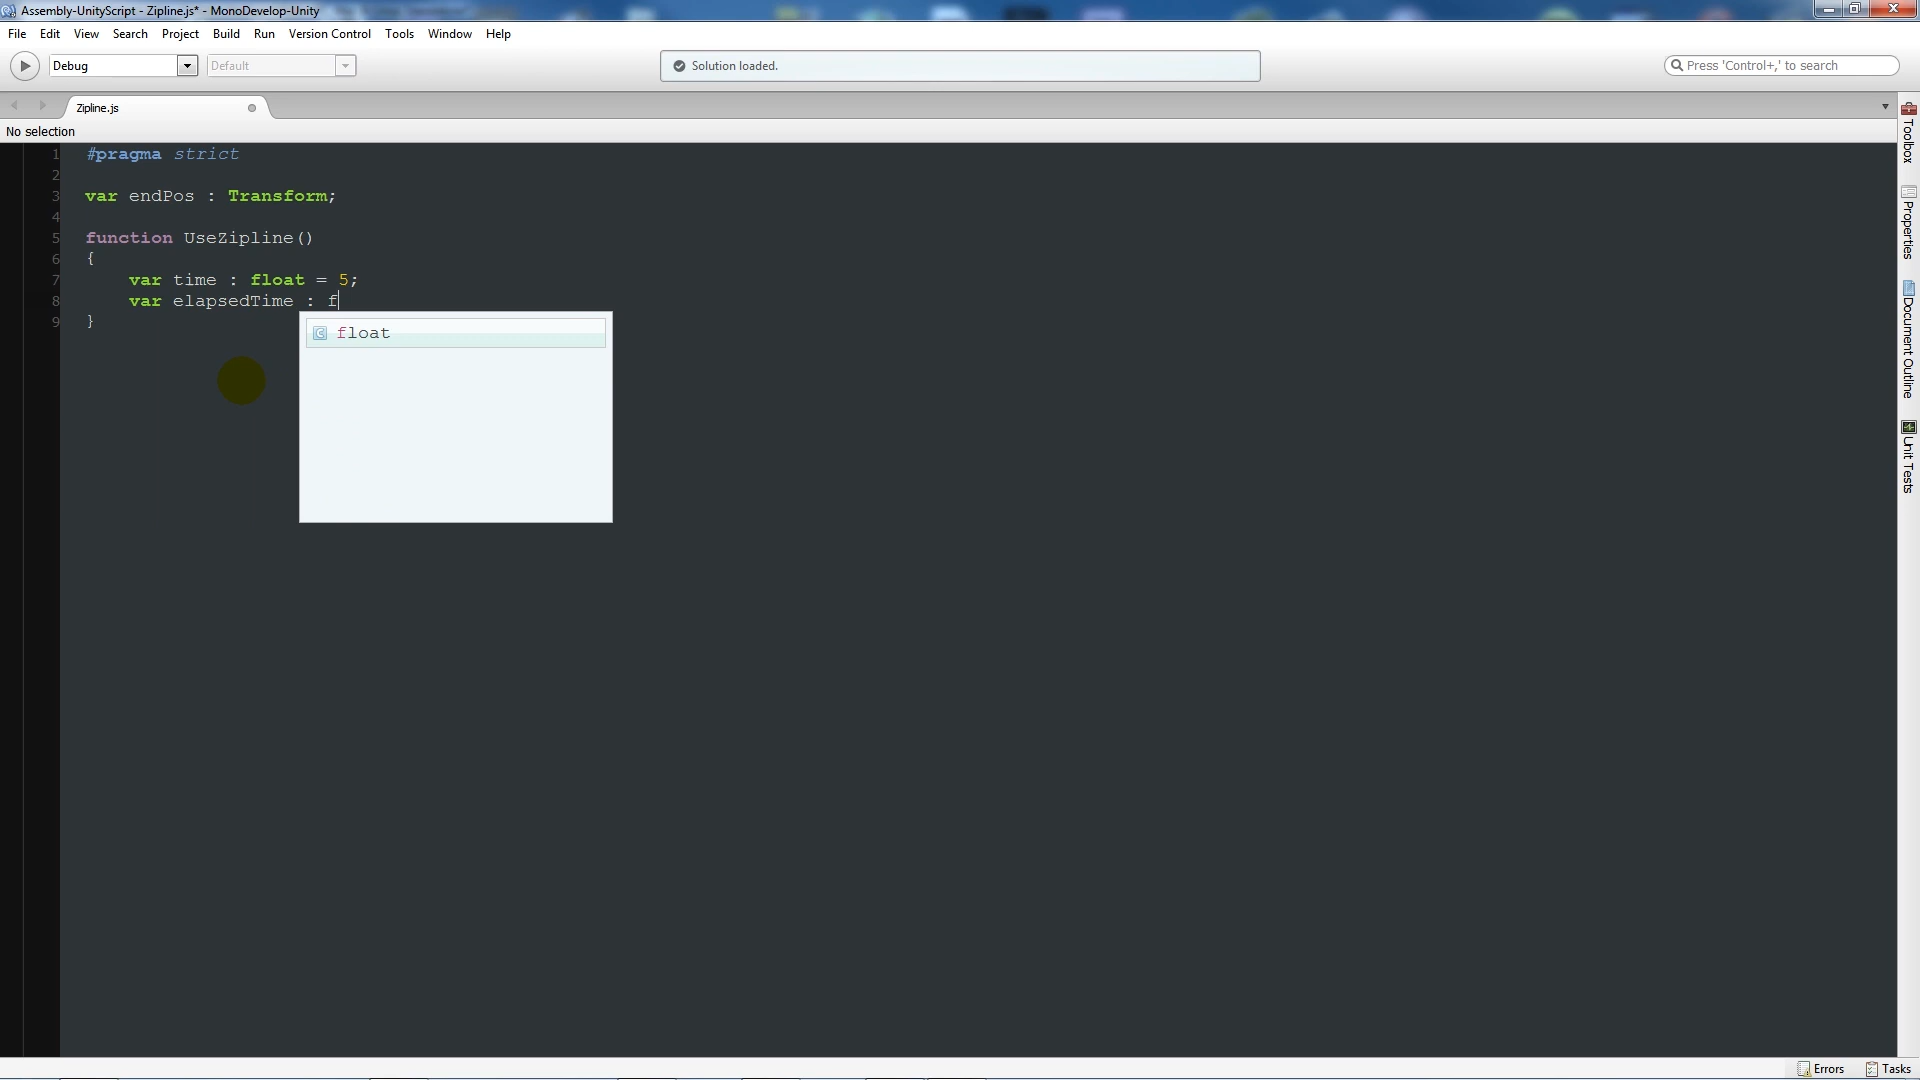 Assembly-UnityScript - Zipline.js* - MonoDevelop-Unity
File Edit View Search Project Build Run Version Control Tools Window Help
Debug Default Solution loaded. Press 'Control+,' to search
Zipline.js
No selection
1 #pragma strict
2
3 var endPos : Transform;
4
5 function UseZipline()
6 {
7 var time : float = 5;
8 var elapsedTime : f
9 }
float
Toolbox
Properties
Document Outline
Unit Tests
Errors Tasks